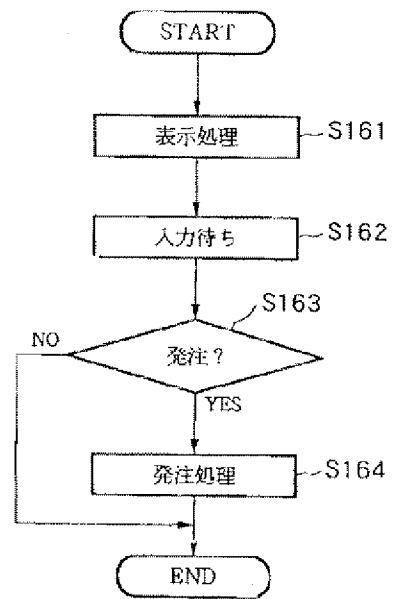 START
表示処理
S161
入力待ち
S162
S163
発注?
NO
YES
発注処理
S164
END